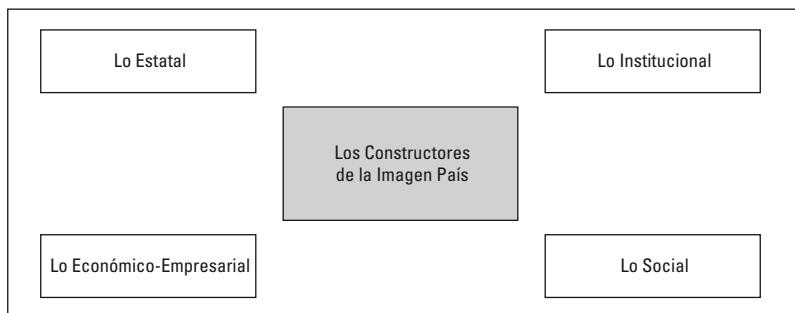 Lo Estatal
Lo Institucional
Los Constructores
de la Imagen País
Lo Económico-Empresarial
Lo Social